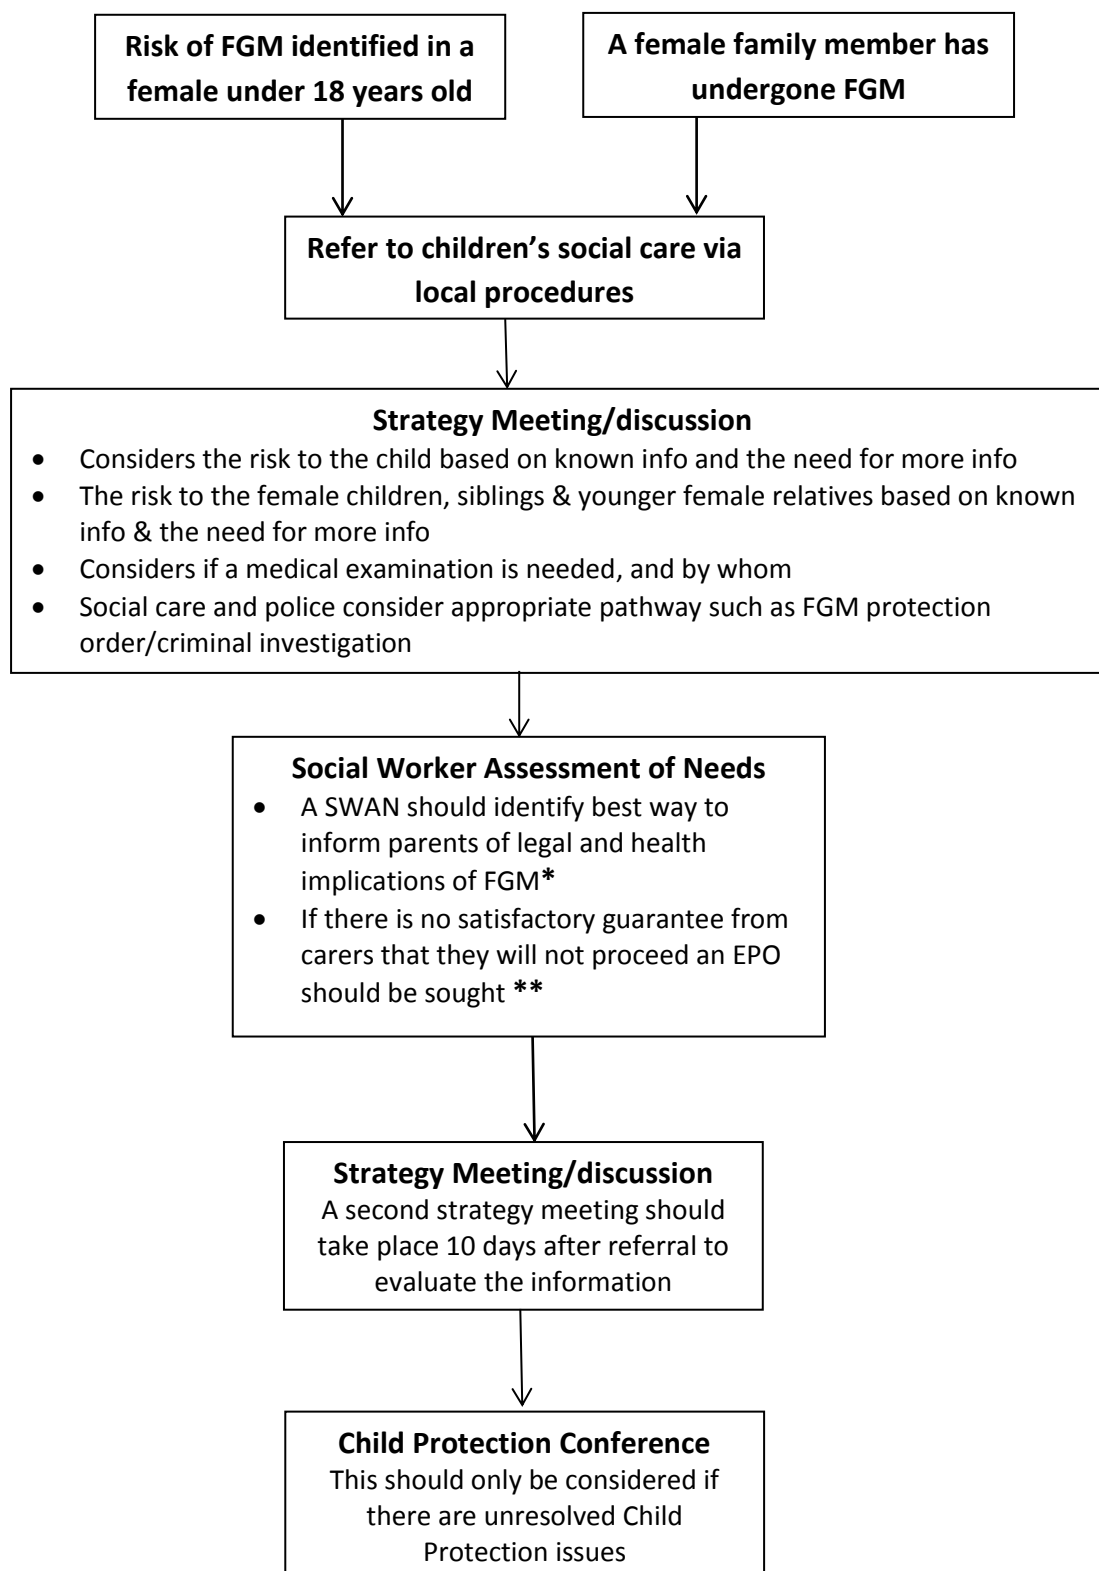 Risk of FGM identified in a
female under 18 years old
A female family member has
undergone FGM
Refer to children’s social care via
local procedures
Strategy Meeting/discussion
• Considers the risk to the child based on known info and the need for more info
• The risk to the female children, siblings & younger female relatives based on known
info & the need for more info
• Considers if a medical examination is needed, and by whom
• Social care and police consider appropriate pathway such as FGM protection
order/criminal investigation
Social Worker Assessment of Needs
• A SWAN should identify best way to
inform parents of legal and health
implications of FGM*
• If there is no satisfactory guarantee from
carers that they will not proceed an EPO
should be sought **
Strategy Meeting/discussion
A second strategy meeting should
take place 10 days after referral to
evaluate the information
Child Protection Conference
This should only be considered if
there are unresolved Child
Protection issues